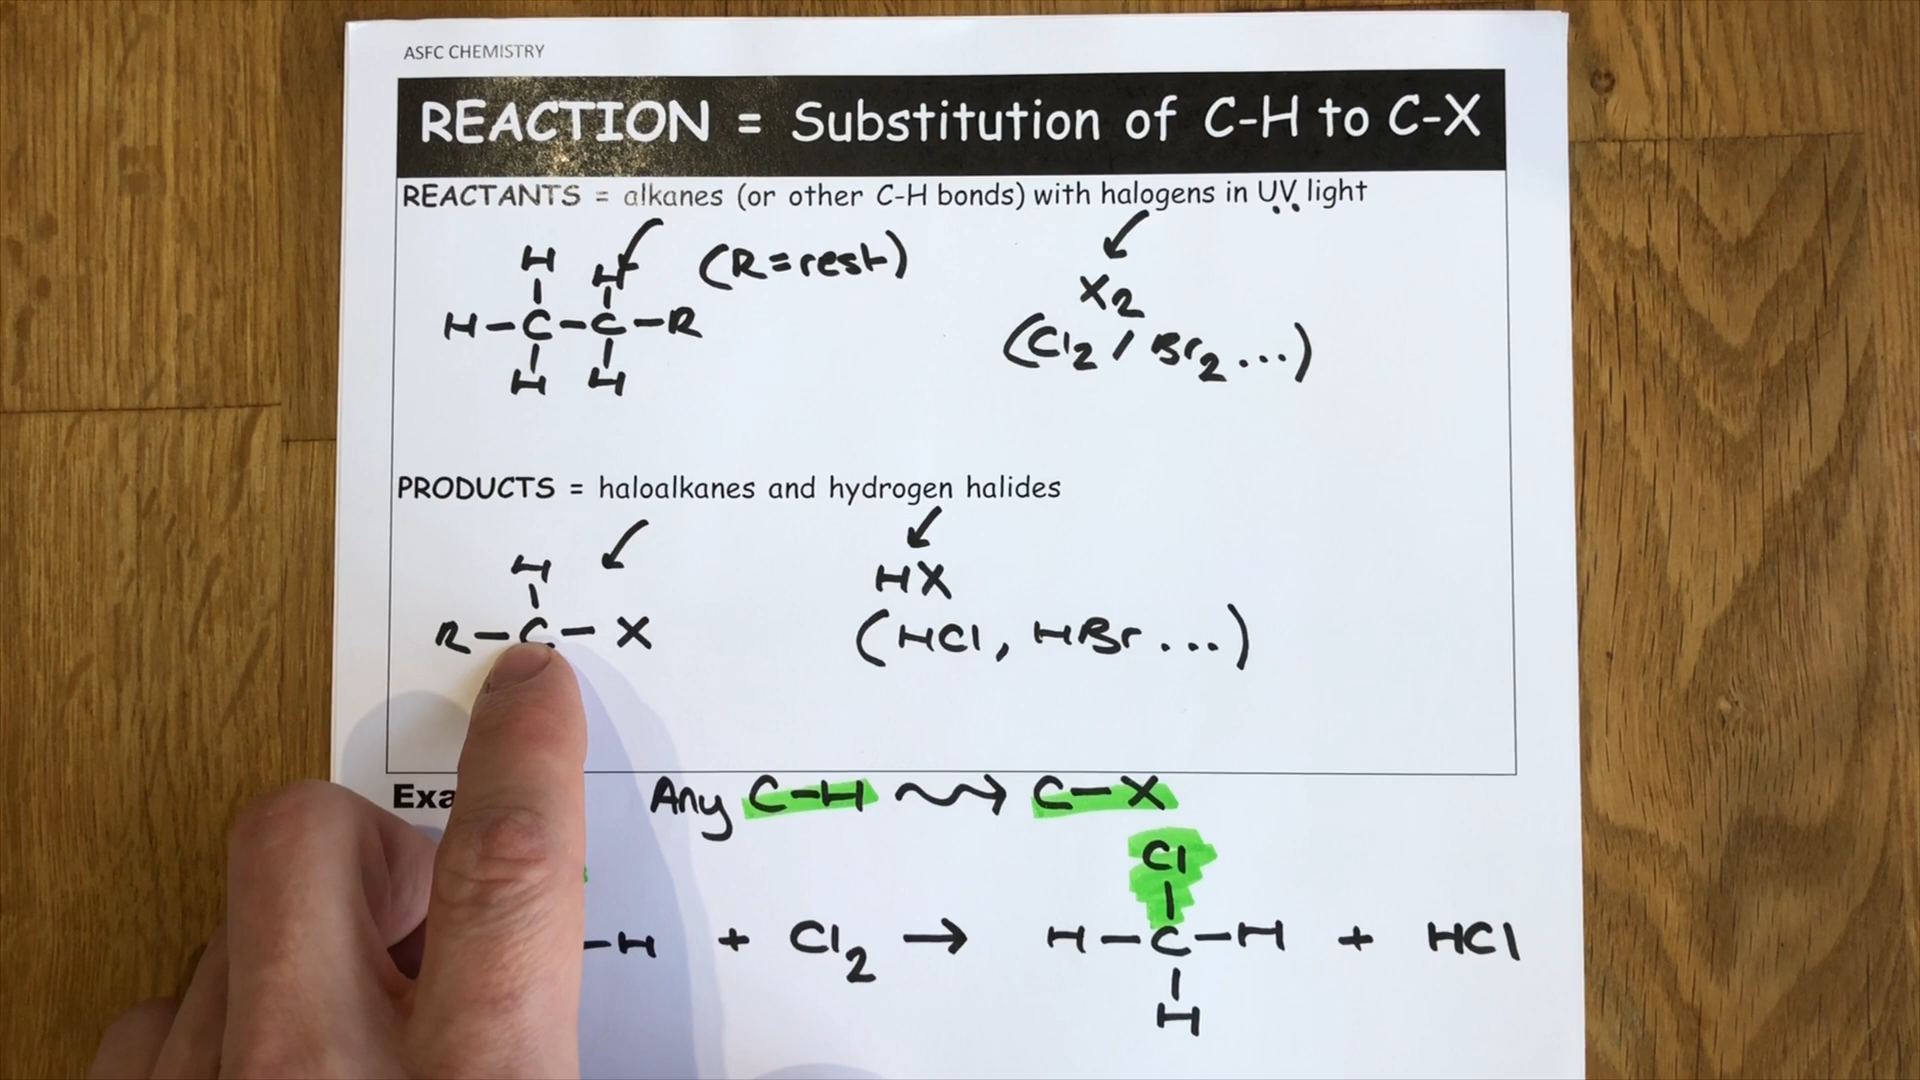 ASFC CHEMISTRY
REACTION = Substitution of C-H to C-X
REACTANTS = alkanes (or other C-H bonds) with halogens in UV light
H H (R=rest)
X2
H-C-C-R
(Cl2 / Br2 ...)
H H
PRODUCTS = haloalkanes and hydrogen halides
H
HX
R-C-X
(HCl, HBr ...)
Any C-H → C-X
Cl
-H + Cl2 → H-C-H + HCl
H